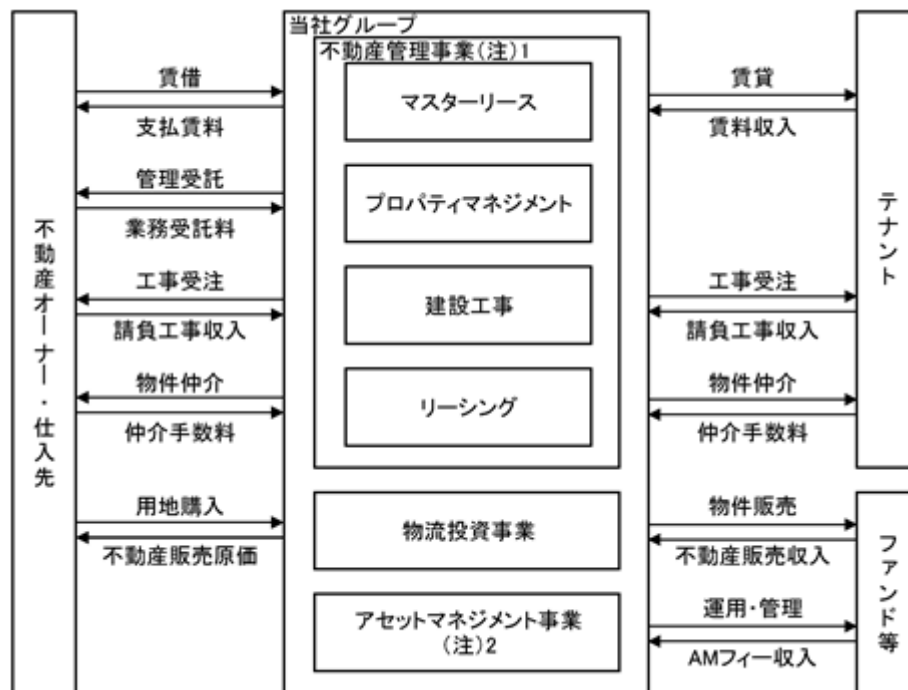 当社グループ
不動産管理事業(注)1
マスターリース
プロパティマネジメント
建設工事
リーシング
物流投資事業
アセットマネジメント事業
(注)2
不動産オーナー・仕入先
賃借
支払賃料
管理受託
業務受託料
工事受注
請負工事収入
物件仲介
仲介手数料
用地購入
不動産販売原価
賃貸
賃料収入
工事受注
請負工事収入
物件仲介
仲介手数料
物件販売
不動産販売収入
運用・管理
AMフィー収入
テナント
ファンド等